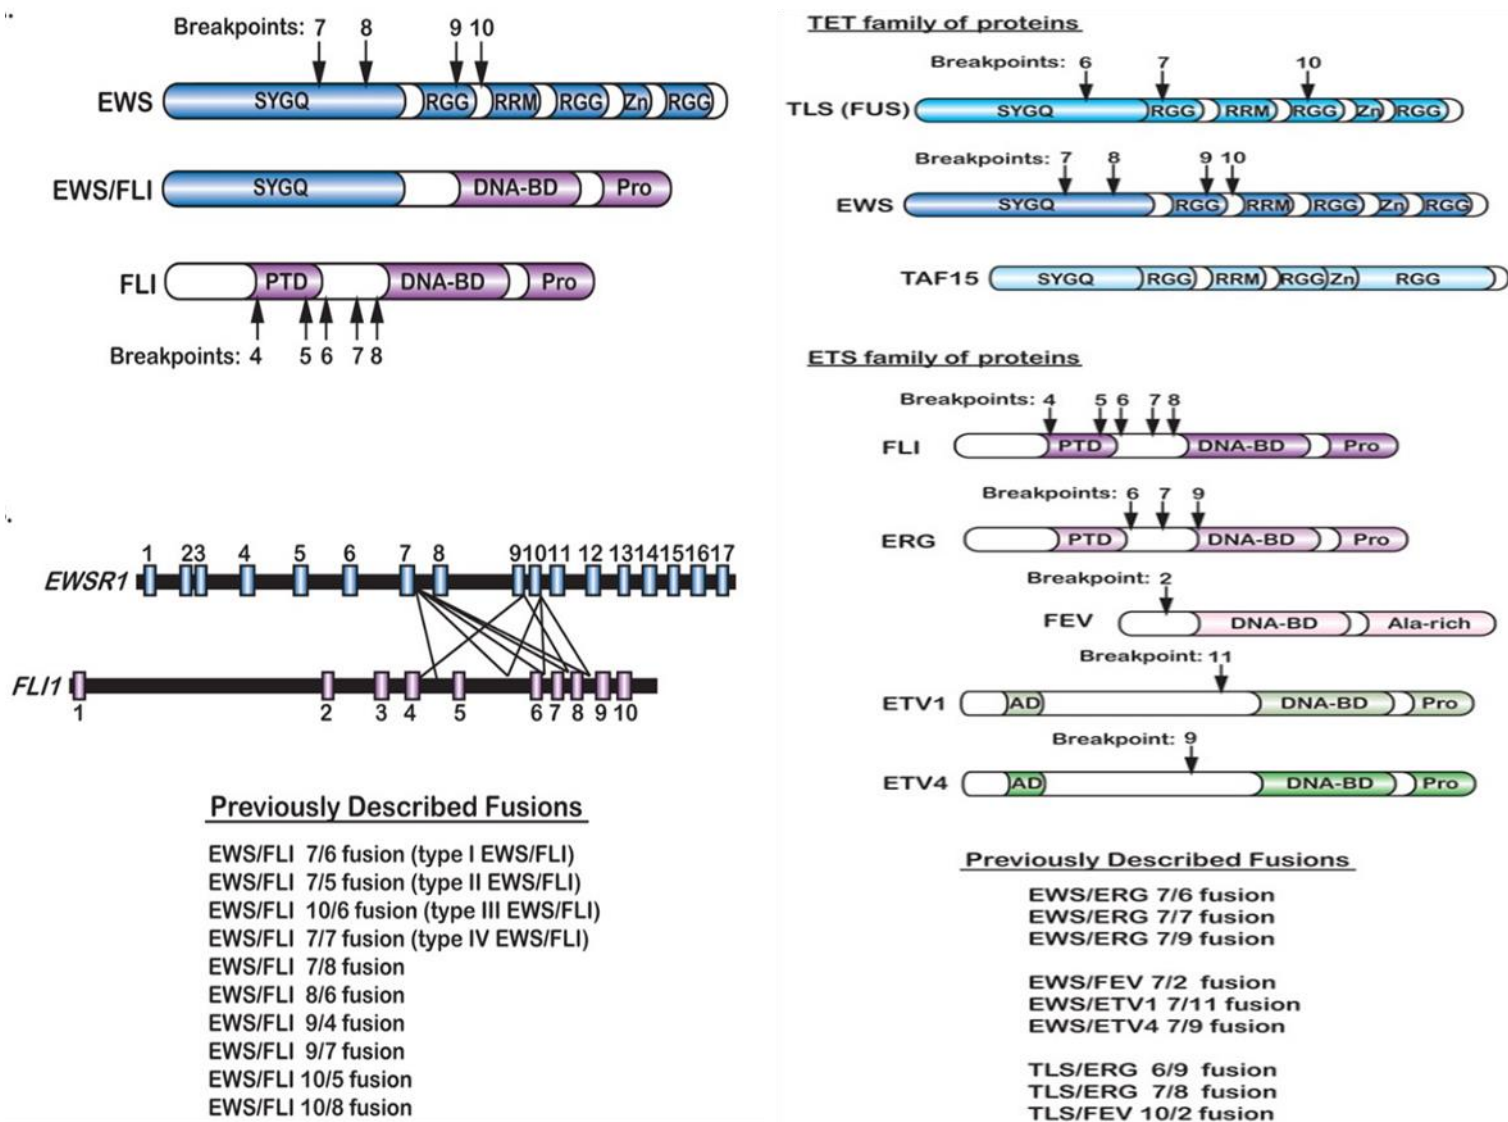 Breakpoints: 7 8 9 10
EWS SYGQ RGG RRM RGG Zn RGG
EWS/FLI SYGQ DNA-BD Pro
FLI PTD DNA-BD Pro
Breakpoints: 4 5 6 7 8
1 2 3 4 5 6 7 8 9 10 11 12 13 14 15 16 17
EWSR1
FLI1
1 2 3 4 5 6 7 8 9 10
Previously Described Fusions
EWS/FLI 7/6 fusion (type I EWS/FLI)
EWS/FLI 7/5 fusion (type II EWS/FLI)
EWS/FLI 10/6 fusion (type III EWS/FLI)
EWS/FLI 7/7 fusion (type IV EWS/FLI)
EWS/FLI 7/8 fusion
EWS/FLI 8/6 fusion
EWS/FLI 9/4 fusion
EWS/FLI 9/7 fusion
EWS/FLI 10/5 fusion
EWS/FLI 10/8 fusion
TET family of proteins
Breakpoints: 6 7 10
TLS (FUS) SYGQ RGG RRM RGG Zn RGG
Breakpoints: 7 8 9 10
EWS SYGQ RGG RRM RGG Zn RGG
TAF15 SYGQ RGG RRM RGG Zn RGG
ETS family of proteins
Breakpoints: 4 5 6 7 8
FLI PTD DNA-BD Pro
Breakpoints: 6 7 9
ERG PTD DNA-BD Pro
Breakpoint: 2
FEV DNA-BD Ala-rich
Breakpoint: 11
ETV1 AD DNA-BD Pro
Breakpoint: 9
ETV4 AD DNA-BD Pro
Previously Described Fusions
EWS/ERG 7/6 fusion
EWS/ERG 7/7 fusion
EWS/ERG 7/9 fusion
EWS/FEV 7/2 fusion
EWS/ETV1 7/11 fusion
EWS/ETV4 7/9 fusion
TLS/ERG 6/9 fusion
TLS/ERG 7/8 fusion
TLS/FEV 10/2 fusion